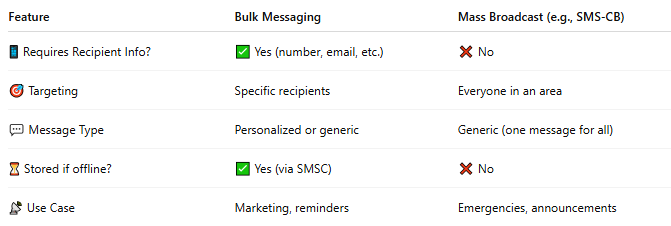 Feature Bulk Messaging Mass Broadcast (e.g., SMS-CB)
📱 Requires Recipient Info? ✅ Yes (number, email, etc.) ❌ No
🎯 Targeting Specific recipients Everyone in an area
💬 Message Type Personalized or generic Generic (one message for all)
⏳ Stored if offline? ✅ Yes (via SMSC) ❌ No
📡 Use Case Marketing, reminders Emergencies, announcements